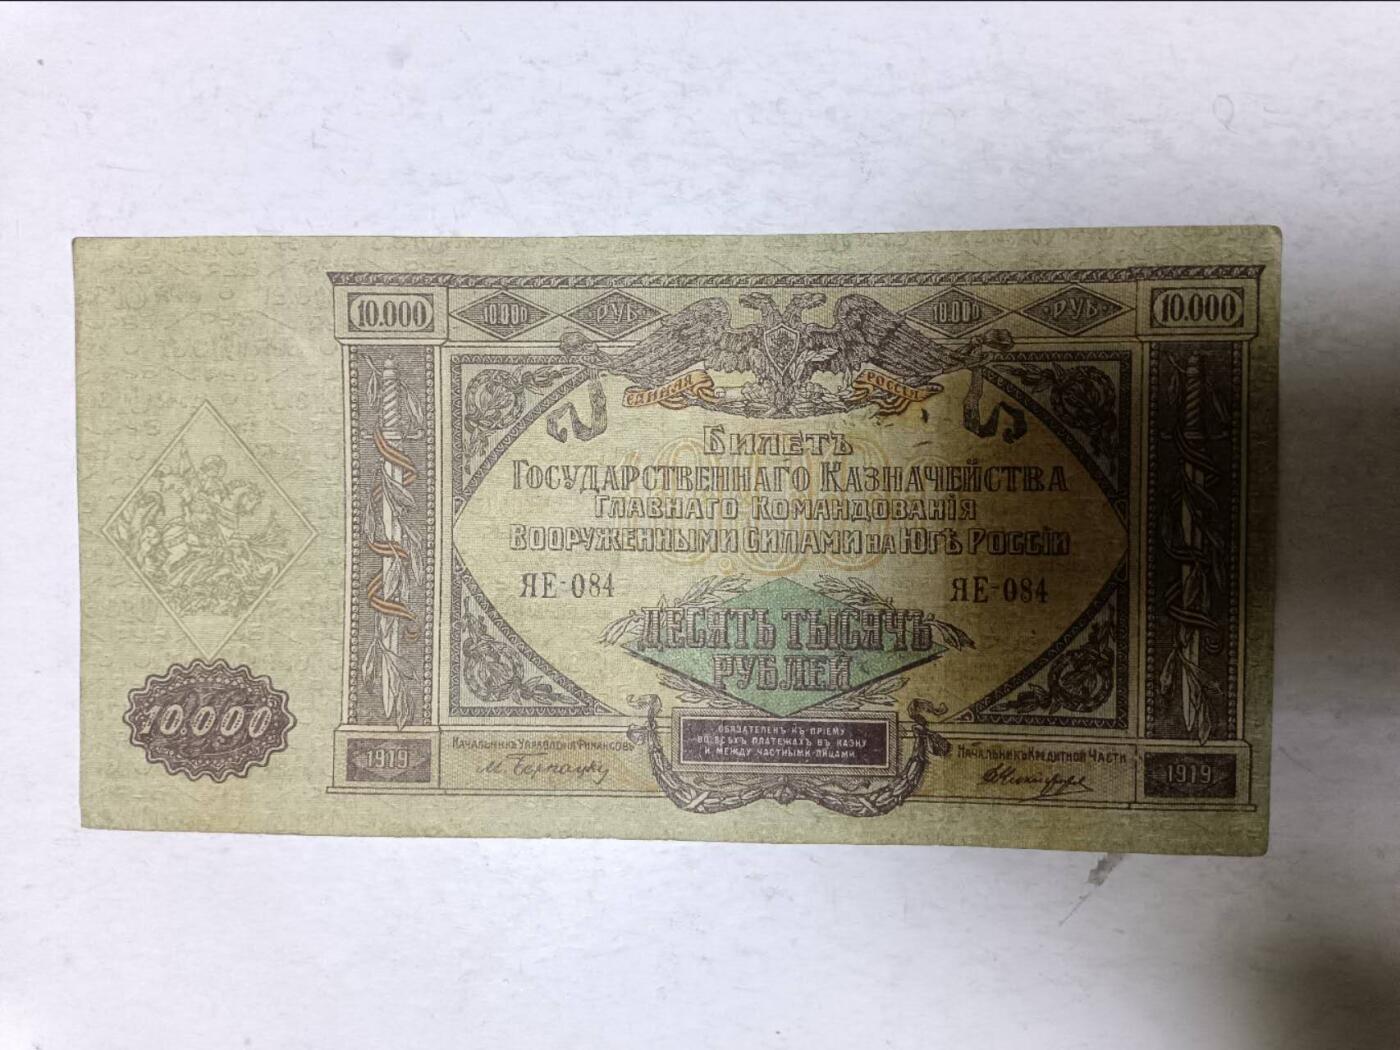 10.000 10.000 РУБ. 10.000 РУБ. 10.000
ЕДИНАЯ РОССІЯ
БИЛЕТЪ
ГОСУДАРСТВЕННАГО КАЗНАЧЕЙСТВА
ГЛАВНАГО КОМАНДОВАНІЯ
ВООРУЖЕННЫМИ СИЛАМИ НА ЮГѢ РОССІИ
ЯЕ-084 ЯЕ-084
ДЕСЯТЬ ТЫСЯЧЪ
РУБЛЕЙ
10.000
ОБЯЗАТЕЛЕНЪ КЪ ПРІЕМУ
ВО ВСѢХЪ ПЛАТЕЖАХЪ ВЪ КАЗНУ
И МЕЖДУ ЧАСТНЫМИ ЛИЦАМИ
НАЧАЛЬНИКЪ УПРАВЛЕНІЯ ФИНАНСОВЪ
НАЧАЛЬНИКЪ КРЕДИТНОЙ ЧАСТИ
1919 1919